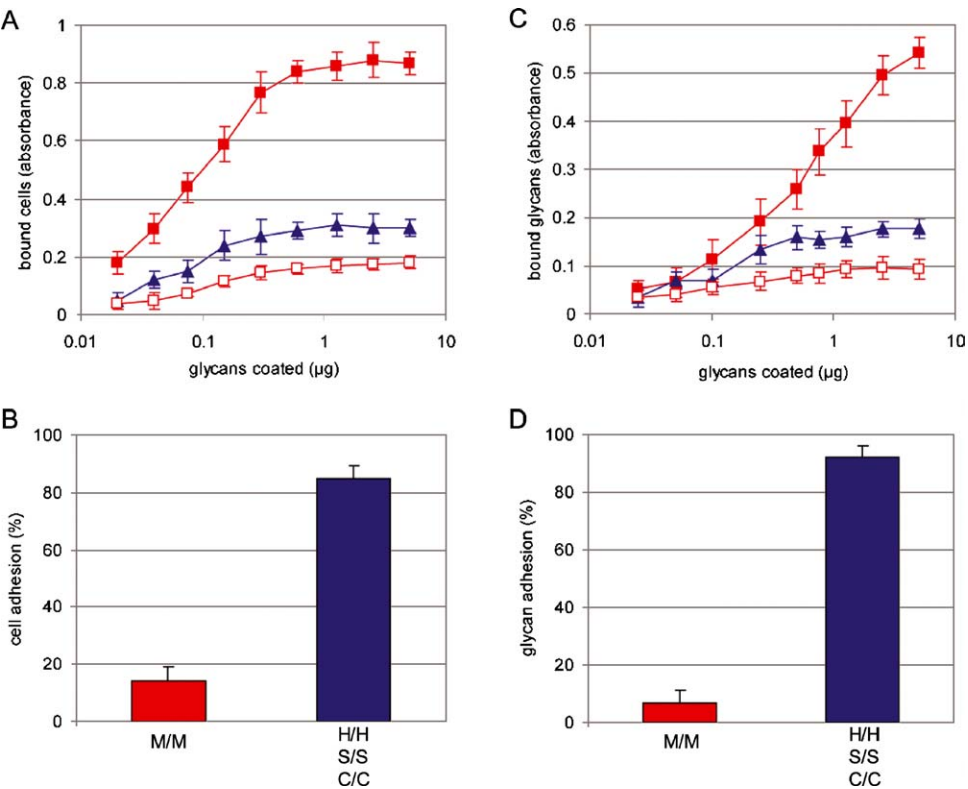 A
bound cells (absorbance)
1
0.8
0.6
0.4
0.2
0
0.01
0.1
1
10
glycans coated (µg)
C
bound glycans (absorbance)
0.6
0.5
0.4
0.3
0.2
0.1
0
0.01
0.1
1
10
glycans coated (µg)
B
cell adhesion (%)
100
80
60
40
20
0
M/M
H/H
S/S
C/C
D
glycan adhesion (%)
100
80
60
40
20
0
M/M
H/H
S/S
C/C